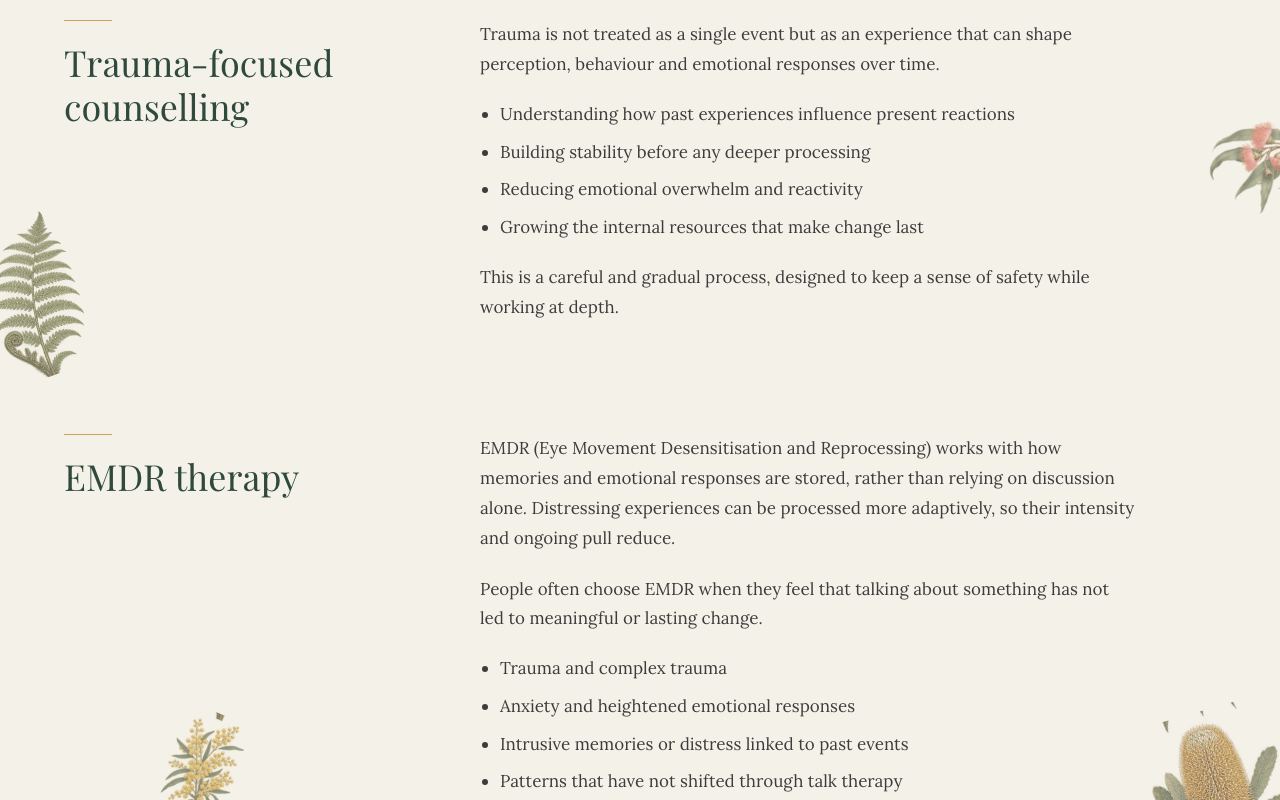 Trauma-focused
counselling
Trauma is not treated as a single event but as an experience that can shape
perception, behaviour and emotional responses over time.
• Understanding how past experiences influence present reactions
• Building stability before any deeper processing
• Reducing emotional overwhelm and reactivity
• Growing the internal resources that make change last
This is a careful and gradual process, designed to keep a sense of safety while
working at depth.
EMDR therapy
EMDR (Eye Movement Desensitisation and Reprocessing) works with how
memories and emotional responses are stored, rather than relying on discussion
alone. Distressing experiences can be processed more adaptively, so their intensity
and ongoing pull reduce.
People often choose EMDR when they feel that talking about something has not
led to meaningful or lasting change.
• Trauma and complex trauma
• Anxiety and heightened emotional responses
• Intrusive memories or distress linked to past events
• Patterns that have not shifted through talk therapy